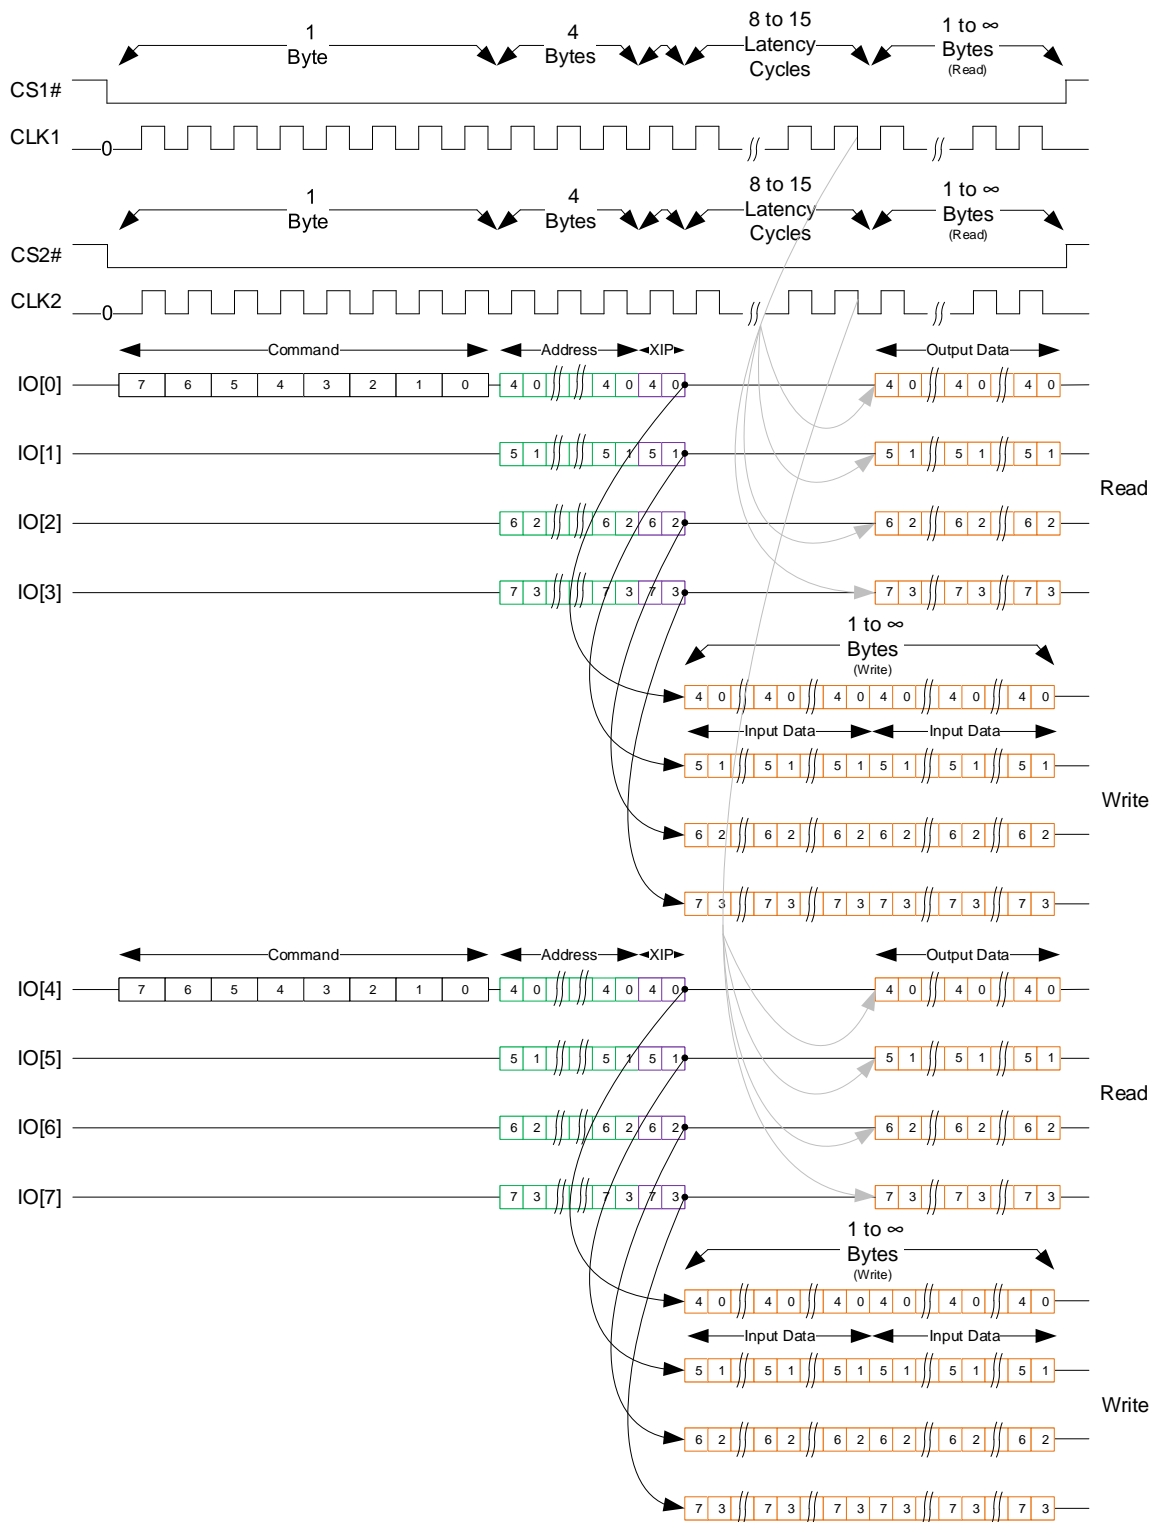 1 Byte 4 Bytes 8 to 15 Latency Cycles 1 to ∞ Bytes (Read)
CS1#
CLK1 0
1 Byte 4 Bytes 8 to 15 Latency Cycles 1 to ∞ Bytes (Read)
CS2#
CLK2 0
Command Address XIP Output Data
IO[0] 7 6 5 4 3 2 1 0 4 0 4 0 4 0 4 0 4 0 4 0
IO[1] 5 1 5 1 5 1 5 1 5 1 5 1
Read
IO[2] 6 2 6 2 6 2 6 2 6 2 6 2
IO[3] 7 3 7 3 7 3 7 3 7 3 7 3
1 to ∞
Bytes
(Write)
4 0 4 0 4 0 4 0 4 0 4 0
Input Data Input Data
5 1 5 1 5 1 5 1 5 1 5 1
Write
6 2 6 2 6 2 6 2 6 2 6 2
7 3 7 3 7 3 7 3 7 3 7 3
Command Address XIP Output Data
IO[4] 7 6 5 4 3 2 1 0 4 0 4 0 4 0 4 0 4 0 4 0
IO[5] 5 1 5 1 5 1 5 1 5 1 5 1
Read
IO[6] 6 2 6 2 6 2 6 2 6 2 6 2
IO[7] 7 3 7 3 7 3 7 3 7 3 7 3
1 to ∞
Bytes
(Write)
4 0 4 0 4 0 4 0 4 0 4 0
Input Data Input Data
5 1 5 1 5 1 5 1 5 1 5 1
Write
6 2 6 2 6 2 6 2 6 2 6 2
7 3 7 3 7 3 7 3 7 3 7 3